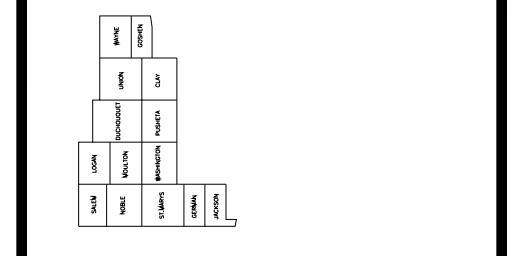 WAYNE
GOSHEN
UNION
CLAY
DUCHOUQUET
PUSHETA
LOGAN
MOULTON
WASHINGTON
SALEM
NOBLE
ST.MARYS
GERMAN
JACKSON